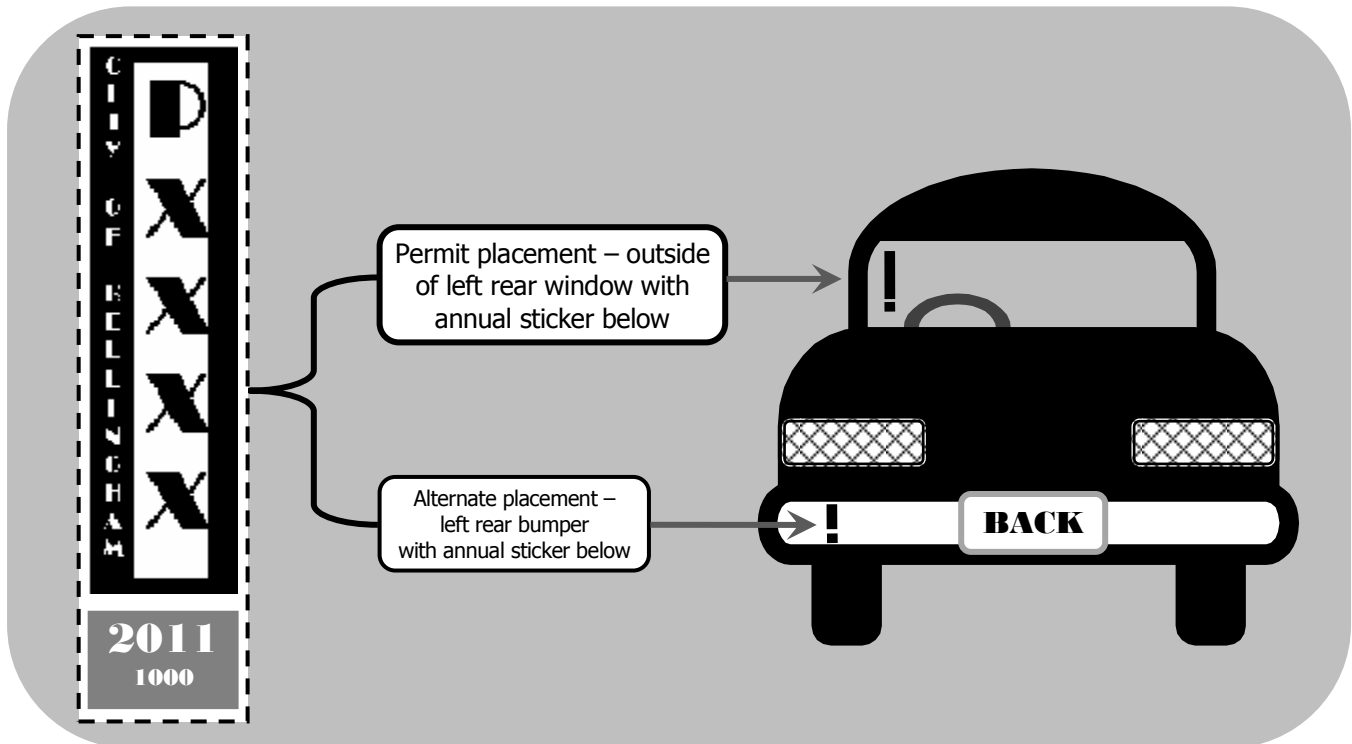 CITY OF BELLINGHAM
P
X
X
X
X
2011
1000
Permit placement – outside
of left rear window with
annual sticker below
Alternate placement –
left rear bumper
with annual sticker below
!
!
BACK